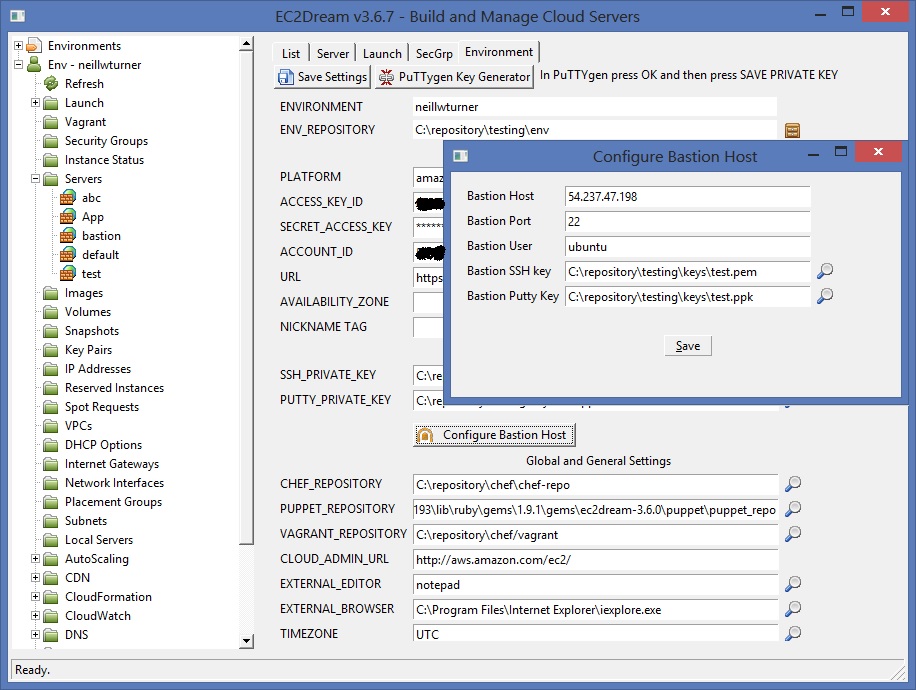 EC2Dream v3.6.7 - Build and Manage Cloud Servers
Environments
Env - neillwturner
Refresh
Launch
Vagrant
Security Groups
Instance Status
Servers
abc
App
bastion
default
test
Images
Volumes
Snapshots
Key Pairs
IP Addresses
Reserved Instances
Spot Requests
VPCs
DHCP Options
Internet Gateways
Network Interfaces
Placement Groups
Subnets
Local Servers
AutoScaling
CDN
CloudFormation
CloudWatch
DNS
List Server Launch SecGrp Environment
Save Settings PuTTygen Key Generator In PuTTYgen press OK and then press SAVE PRIVATE KEY
ENVIRONMENT neillwturner
ENV_REPOSITORY C:\repository\testing\env
PLATFORM amaz
ACCESS_KEY_ID
SECRET_ACCESS_KEY *****
ACCOUNT_ID
URL https
AVAILABILITY_ZONE
NICKNAME TAG
SSH_PRIVATE_KEY C:\re
PUTTY_PRIVATE_KEY C:\re
Configure Bastion Host
Global and General Settings
CHEF_REPOSITORY C:\repository\chef\chef-repo
PUPPET_REPOSITORY 193\lib\ruby\gems\1.9.1\gems\ec2dream-3.6.0\puppet\puppet_repo
VAGRANT_REPOSITORY C:\repository\chef/vagrant
CLOUD_ADMIN_URL http://aws.amazon.com/ec2/
EXTERNAL_EDITOR notepad
EXTERNAL_BROWSER C:\Program Files\Internet Explorer\iexplore.exe
TIMEZONE UTC
Configure Bastion Host
Bastion Host 54.237.47.198
Bastion Port 22
Bastion User ubuntu
Bastion SSH key C:\repository\testing\keys\test.pem
Bastion Putty Key C:\repository\testing\keys\test.ppk
Save
Ready.